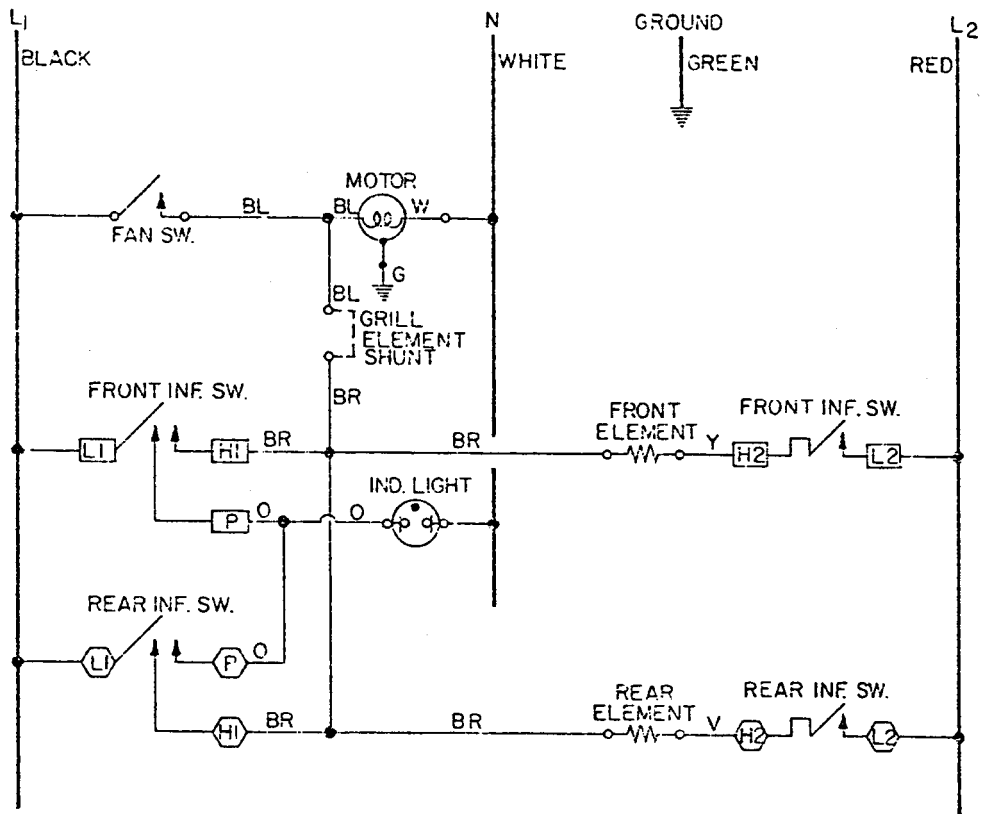 L1 N GROUND L2
BLACK WHITE GREEN RED
MOTOR
BL BL W
FAN SW.
G
BL
GRILL
ELEMENT
SHUNT
BR
FRONT INF. SW. FRONT FRONT INF. SW.
ELEMENT
L1 H1 BR BR Y H2 L2
IND. LIGHT
P O O
REAR INF. SW.
L1 P O
REAR REAR INF. SW.
ELEMENT
H1 BR BR V H2 L2